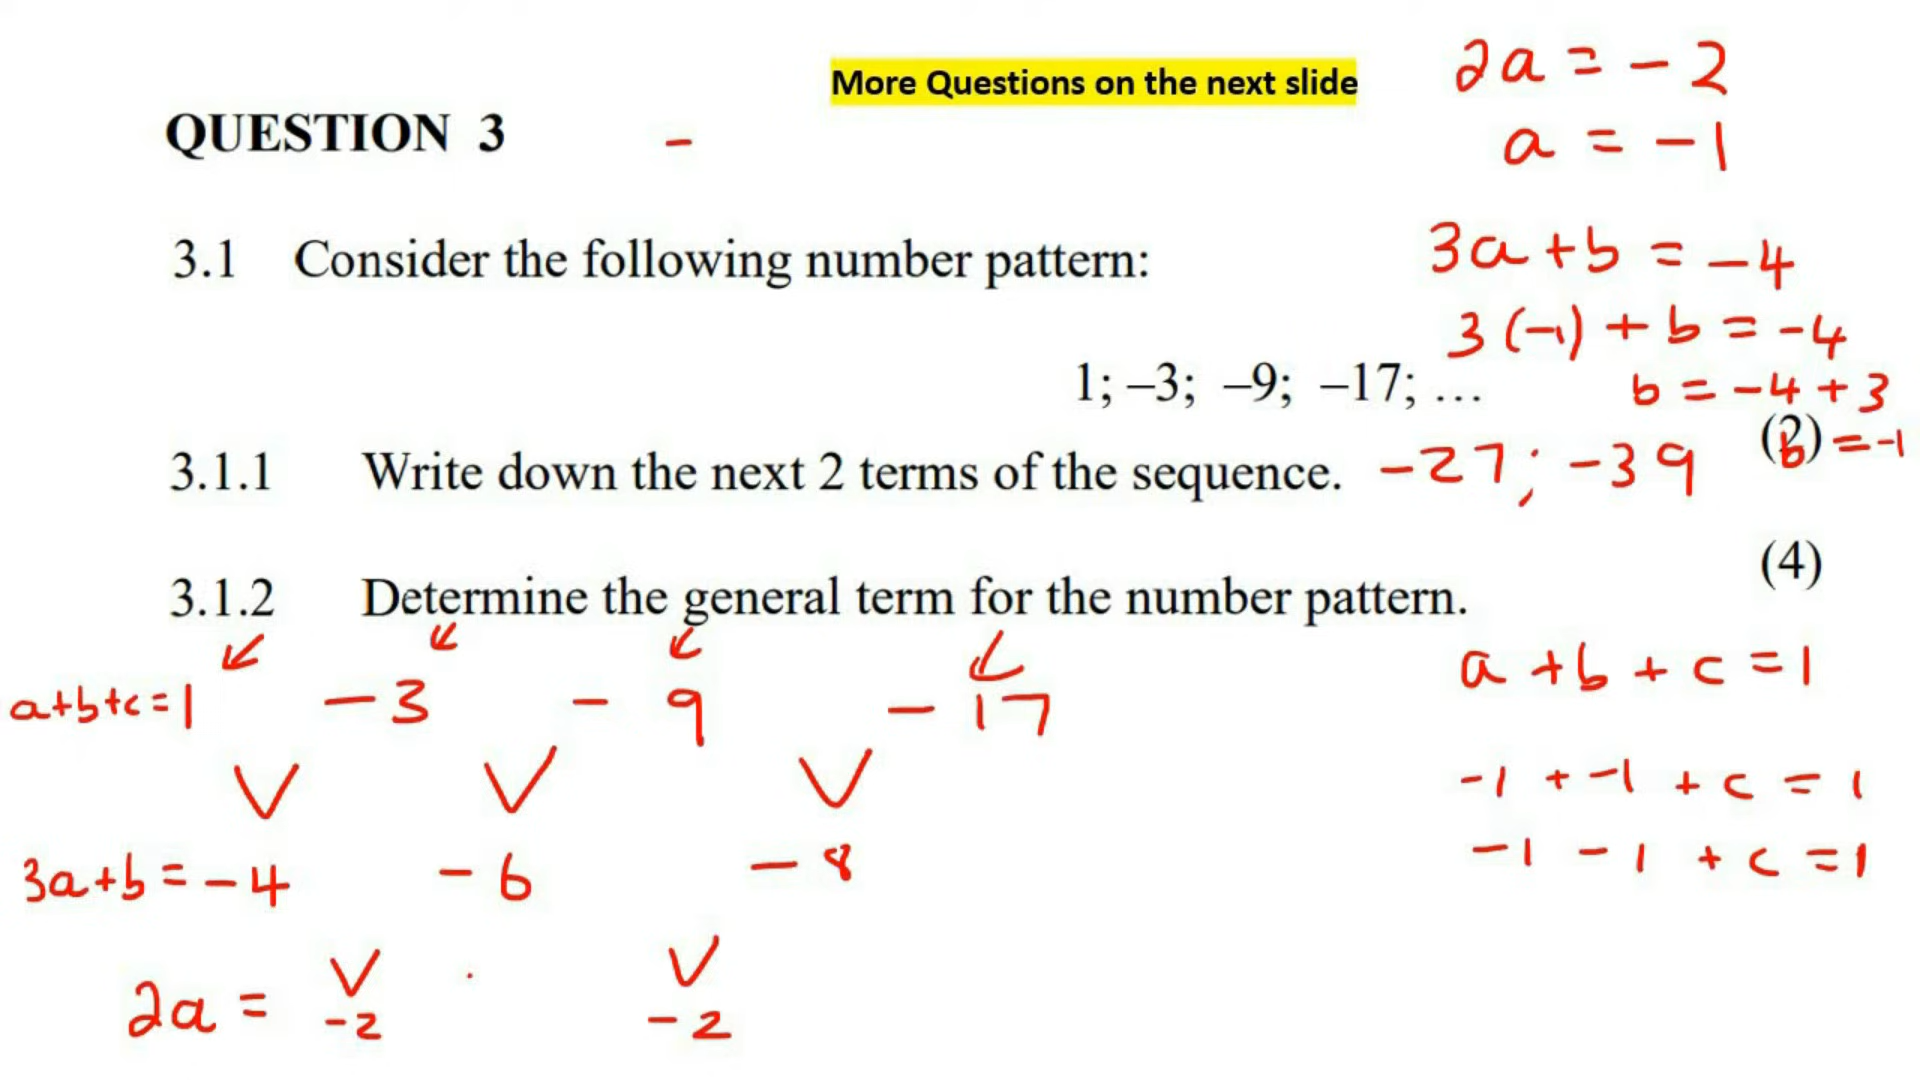 More Questions on the next slide
2a = -2
QUESTION 3
-
a = -1
3.1 Consider the following number pattern:
3a + b = -4
3(-1) + b = -4
1; –3; –9; –17; …
b = -4 + 3
(2)
b = -1
3.1.1 Write down the next 2 terms of the sequence. -27; -39
(4)
3.1.2 Determine the general term for the number pattern.
a+b+c=1 -3 -9 -17
a + b + c = 1
-1 + -1 + c = 1
3a+b = -4 -6 -8
-1 - 1 + c = 1
2a = -2 -2